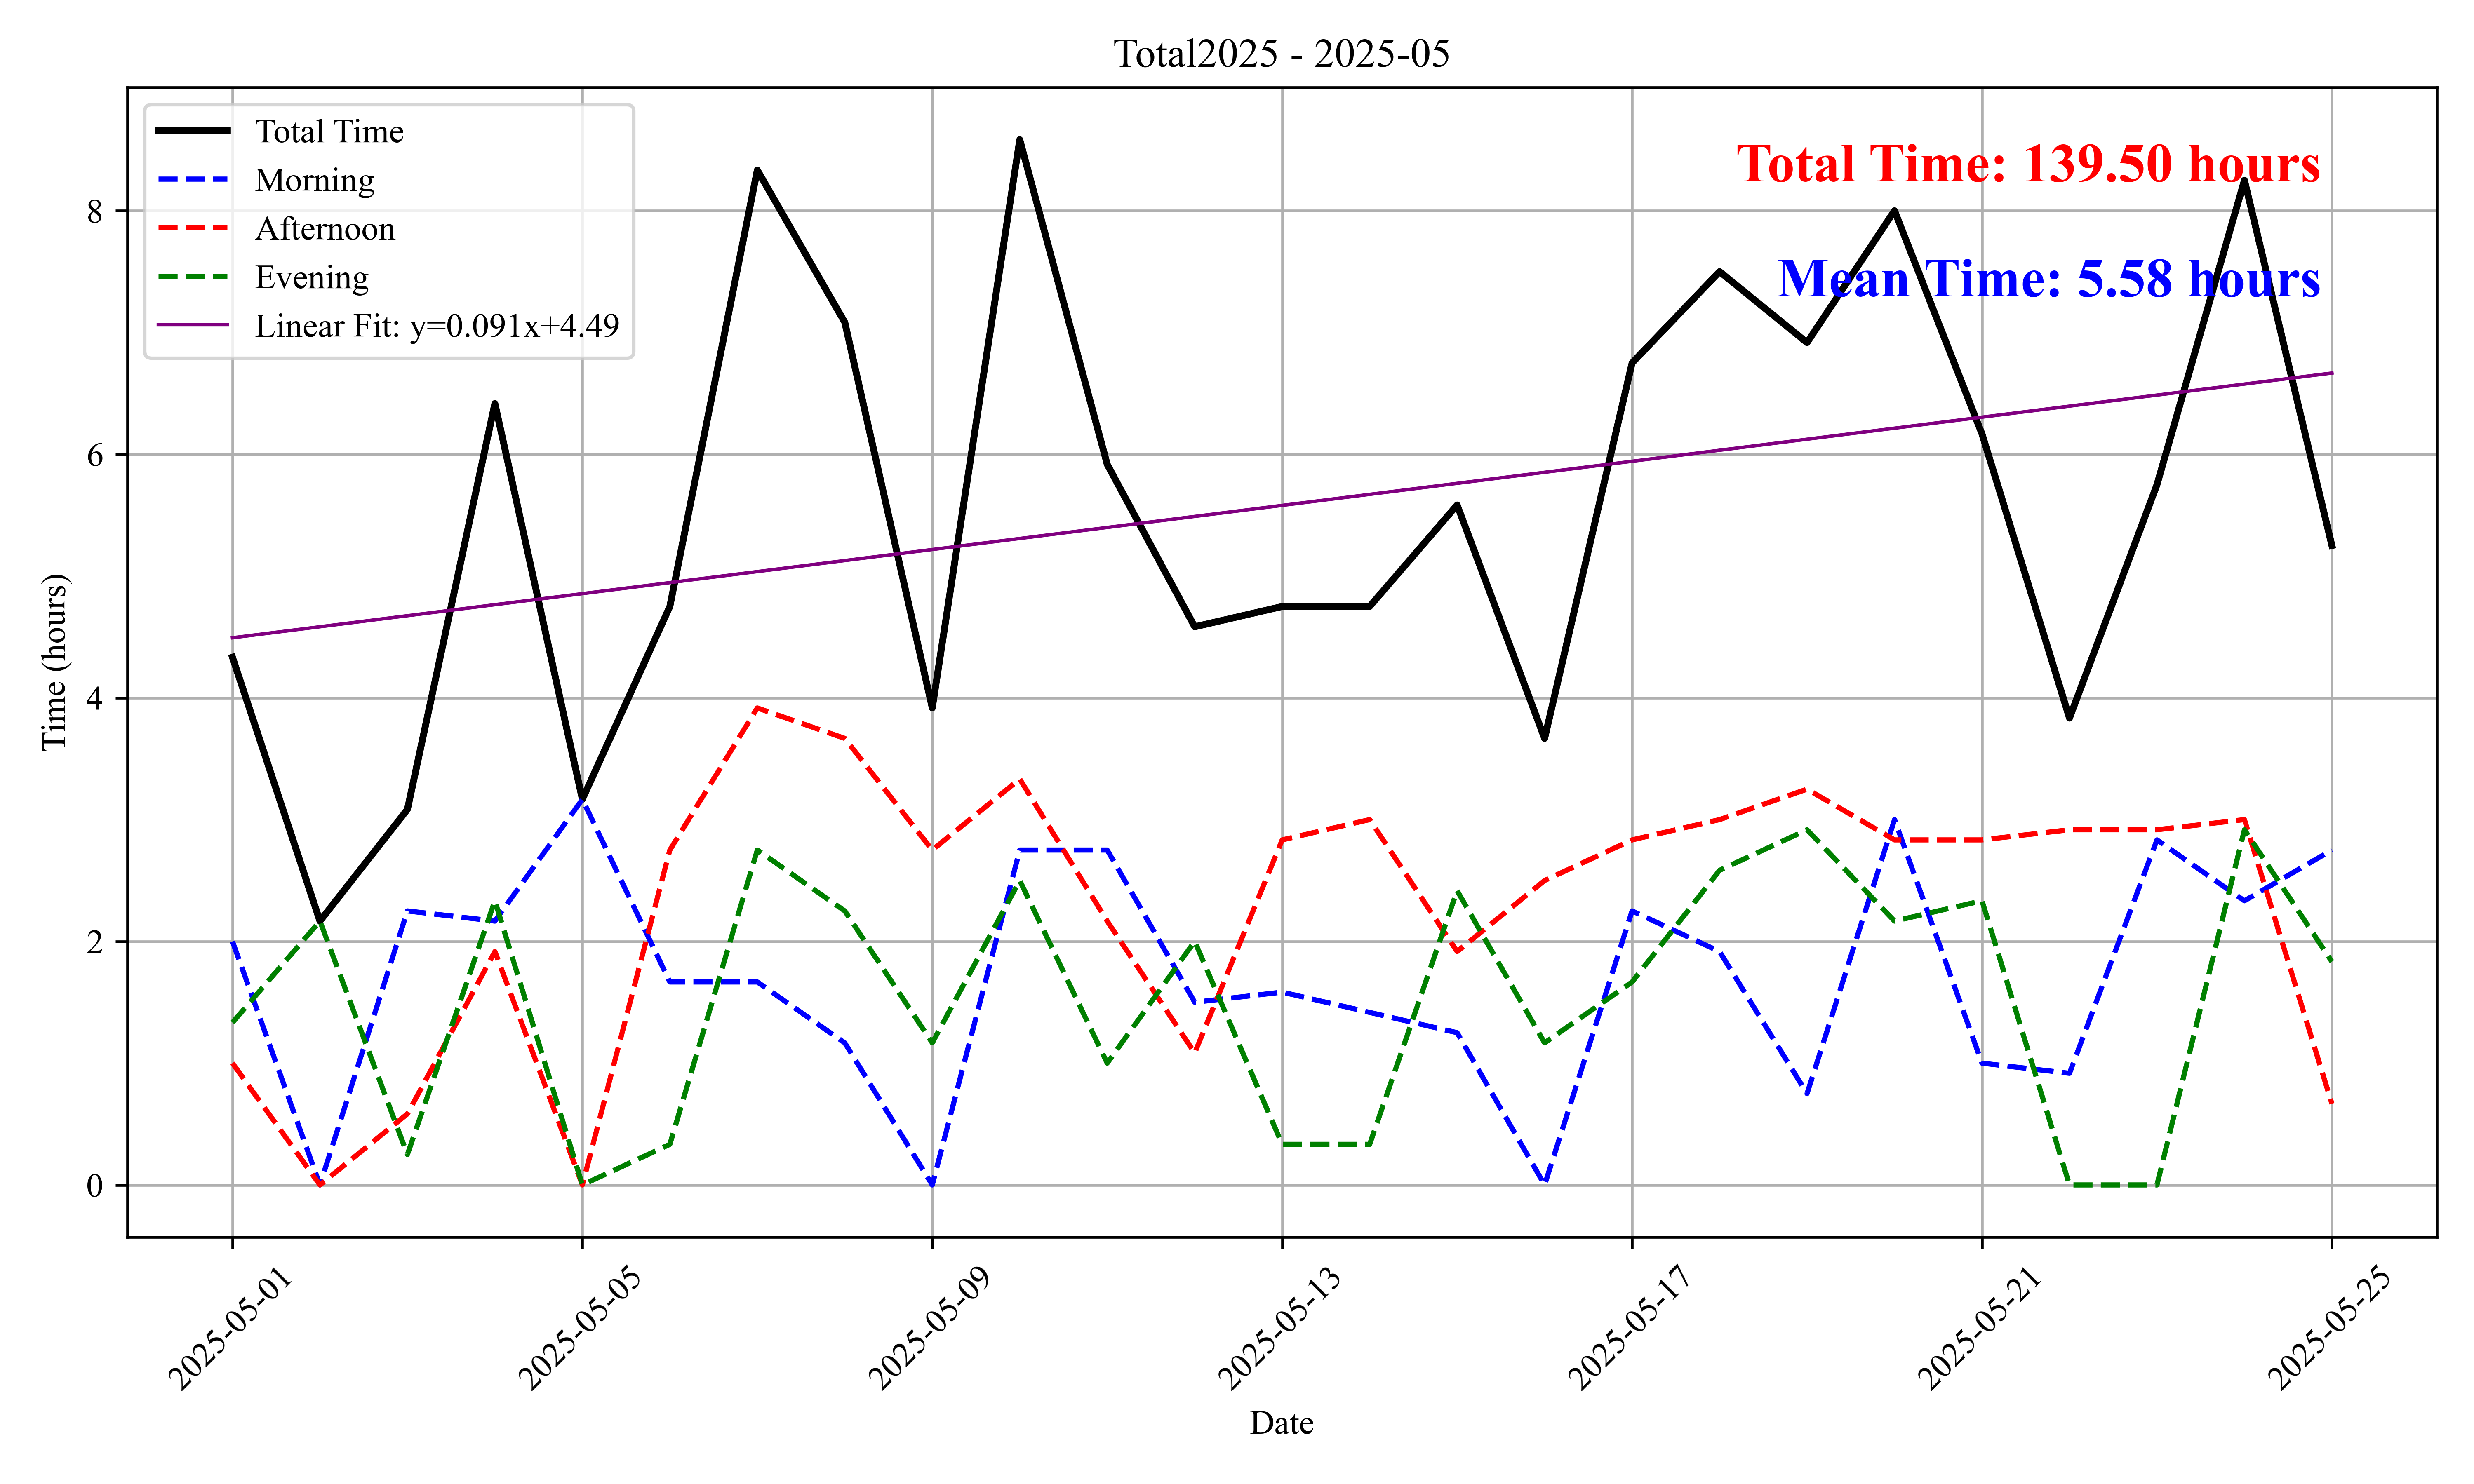 Total2025 - 2025-05
Total Time
Morning
Afternoon
Evening
Linear Fit: y=0.091x+4.49
Total Time: 139.50 hours
Mean Time: 5.58 hours
Time (hours)
8
6
4
2
0
2025-05-01
2025-05-05
2025-05-09
2025-05-13
2025-05-17
2025-05-21
2025-05-25
Date